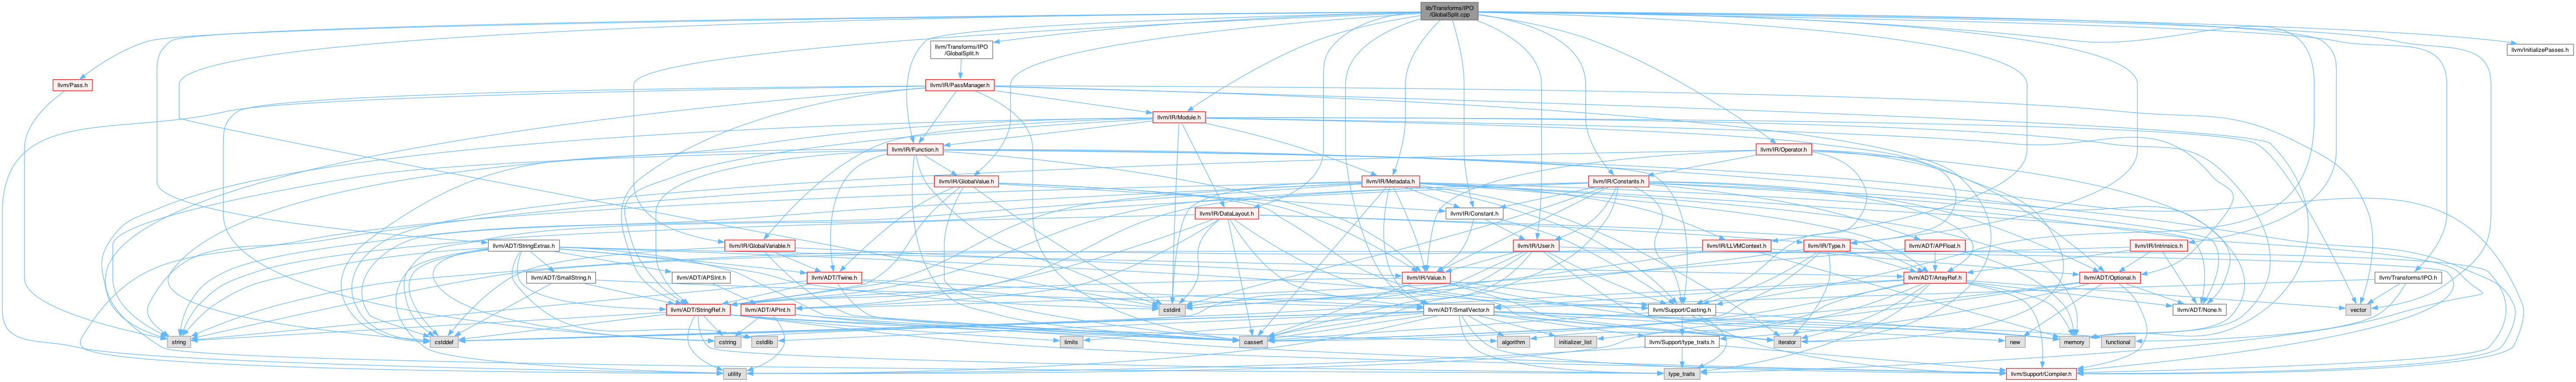 lib/Transforms/IPO
/GlobalSplit.cpp
llvm/Transforms/IPO
/GlobalSplit.h
llvm/InitializePasses.h
llvm/Pass.h
llvm/IR/PassManager.h
llvm/IR/Module.h
llvm/IR/Function.h
llvm/IR/Operator.h
llvm/IR/GlobalValue.h
llvm/IR/Metadata.h
llvm/IR/Constants.h
llvm/IR/DataLayout.h
llvm/IR/Constant.h
llvm/ADT/StringExtras.h
llvm/IR/GlobalVariable.h
llvm/IR/User.h
llvm/IR/LLVMContext.h
llvm/IR/Type.h
llvm/ADT/APFloat.h
llvm/IR/Intrinsics.h
llvm/ADT/SmallString.h
llvm/ADT/APSInt.h
llvm/ADT/Twine.h
llvm/IR/Value.h
llvm/ADT/ArrayRef.h
llvm/ADT/Optional.h
llvm/Transforms/IPO.h
llvm/ADT/StringRef.h
llvm/ADT/APInt.h
cstdint
llvm/ADT/SmallVector.h
llvm/Support/Casting.h
llvm/ADT/None.h
vector
string
cstddef
cstring
cstdlib
limits
cassert
algorithm
initializer_list
llvm/Support/type_traits.h
iterator
new
memory
functional
utility
type_traits
llvm/Support/Compiler.h